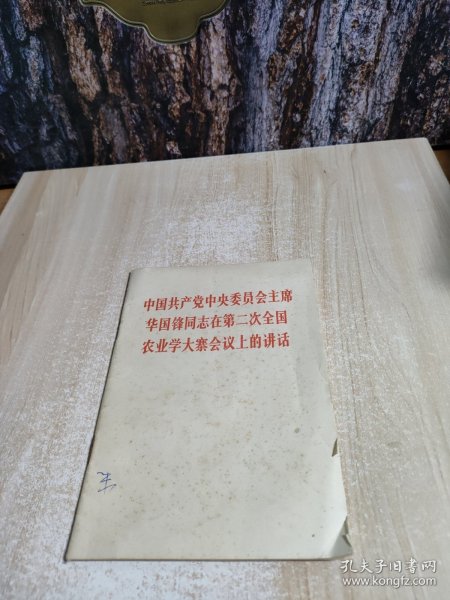 中国共产党中央委员会主席
华国锋同志在第二次全国
农业学大寨会议上的讲话
孔夫子旧书网
www.kongfz.com